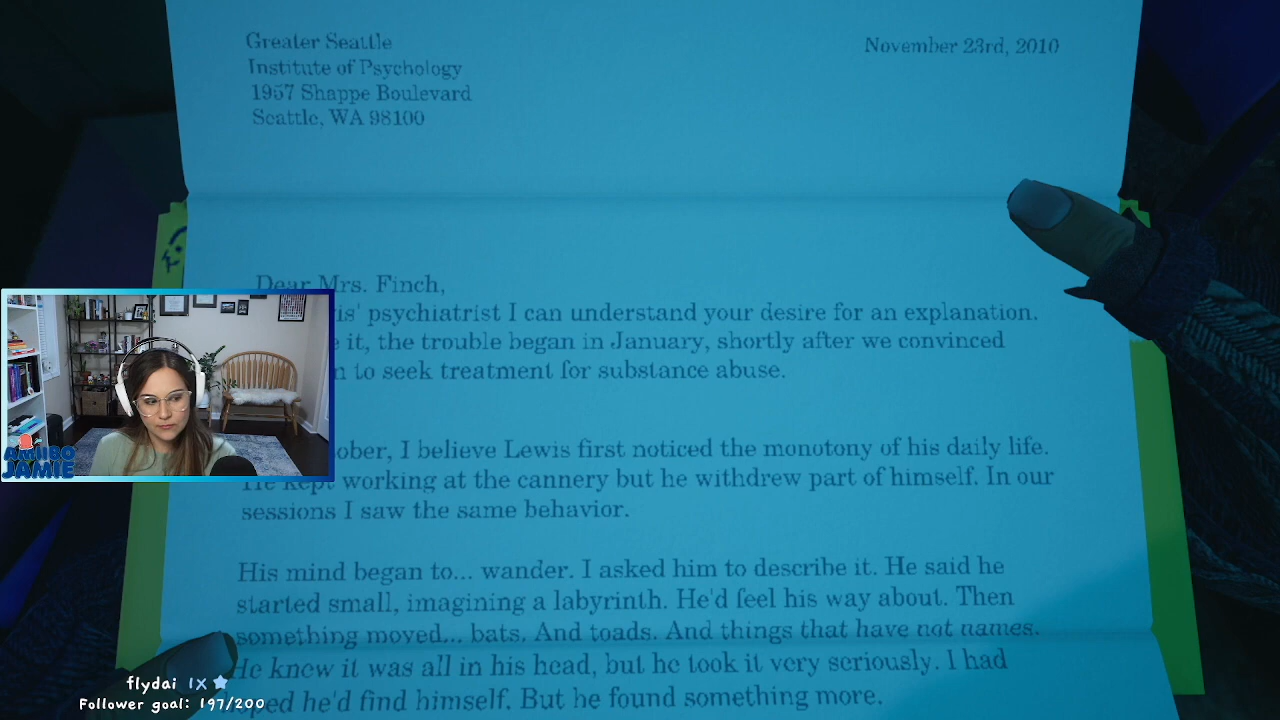 Greater Seattle
November 23rd, 2010
Institute of Psychology
1957 Shappe Boulevard
Seattle, WA 98100
Dear Mrs. Finch,
is' psychiatrist I can understand your desire for an explanation.
it, the trouble began in January, shortly after we convinced
to seek treatment for substance abuse.
ober, I believe Lewis first noticed the monotony of his daily life.
He kept working at the cannery but he withdrew part of himself. In our
sessions I saw the same behavior.
His mind began to... wander. I asked him to describe it. He said he
started small, imagining a labyrinth. He'd feel his way about. Then
something moved... bats. And toads. And things that have not names.
He knew it was all in his head, but he took it very seriously. I had
ped he'd find himself. But he found something more.
AMIIBO
JAMIE
flydai 1X
Follower goal: 197/200